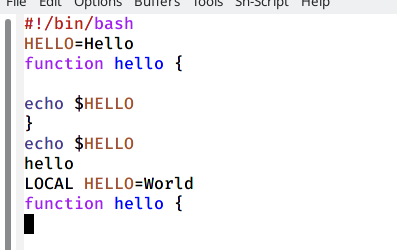 File Edit Options Buffers Tools Sh-Script Help
#!/bin/bash
HELLO=Hello
function hello {
echo $HELLO
}
echo $HELLO
hello
LOCAL HELLO=World
function hello {